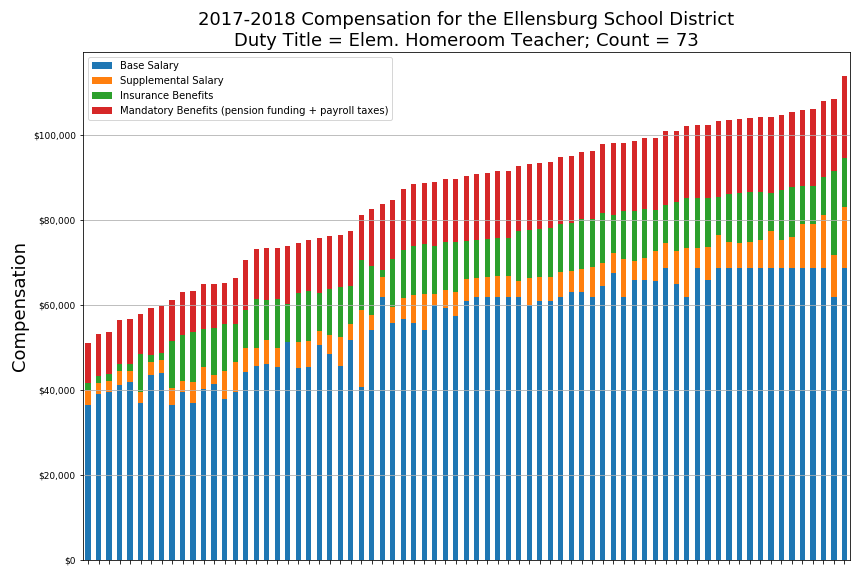 2017-2018 Compensation for the Ellensburg School District
Duty Title = Elem. Homeroom Teacher; Count = 73
Base Salary
Supplemental Salary
Insurance Benefits
Mandatory Benefits (pension funding + payroll taxes)
Compensation
$100,000
$80,000
$60,000
$40,000
$20,000
$0